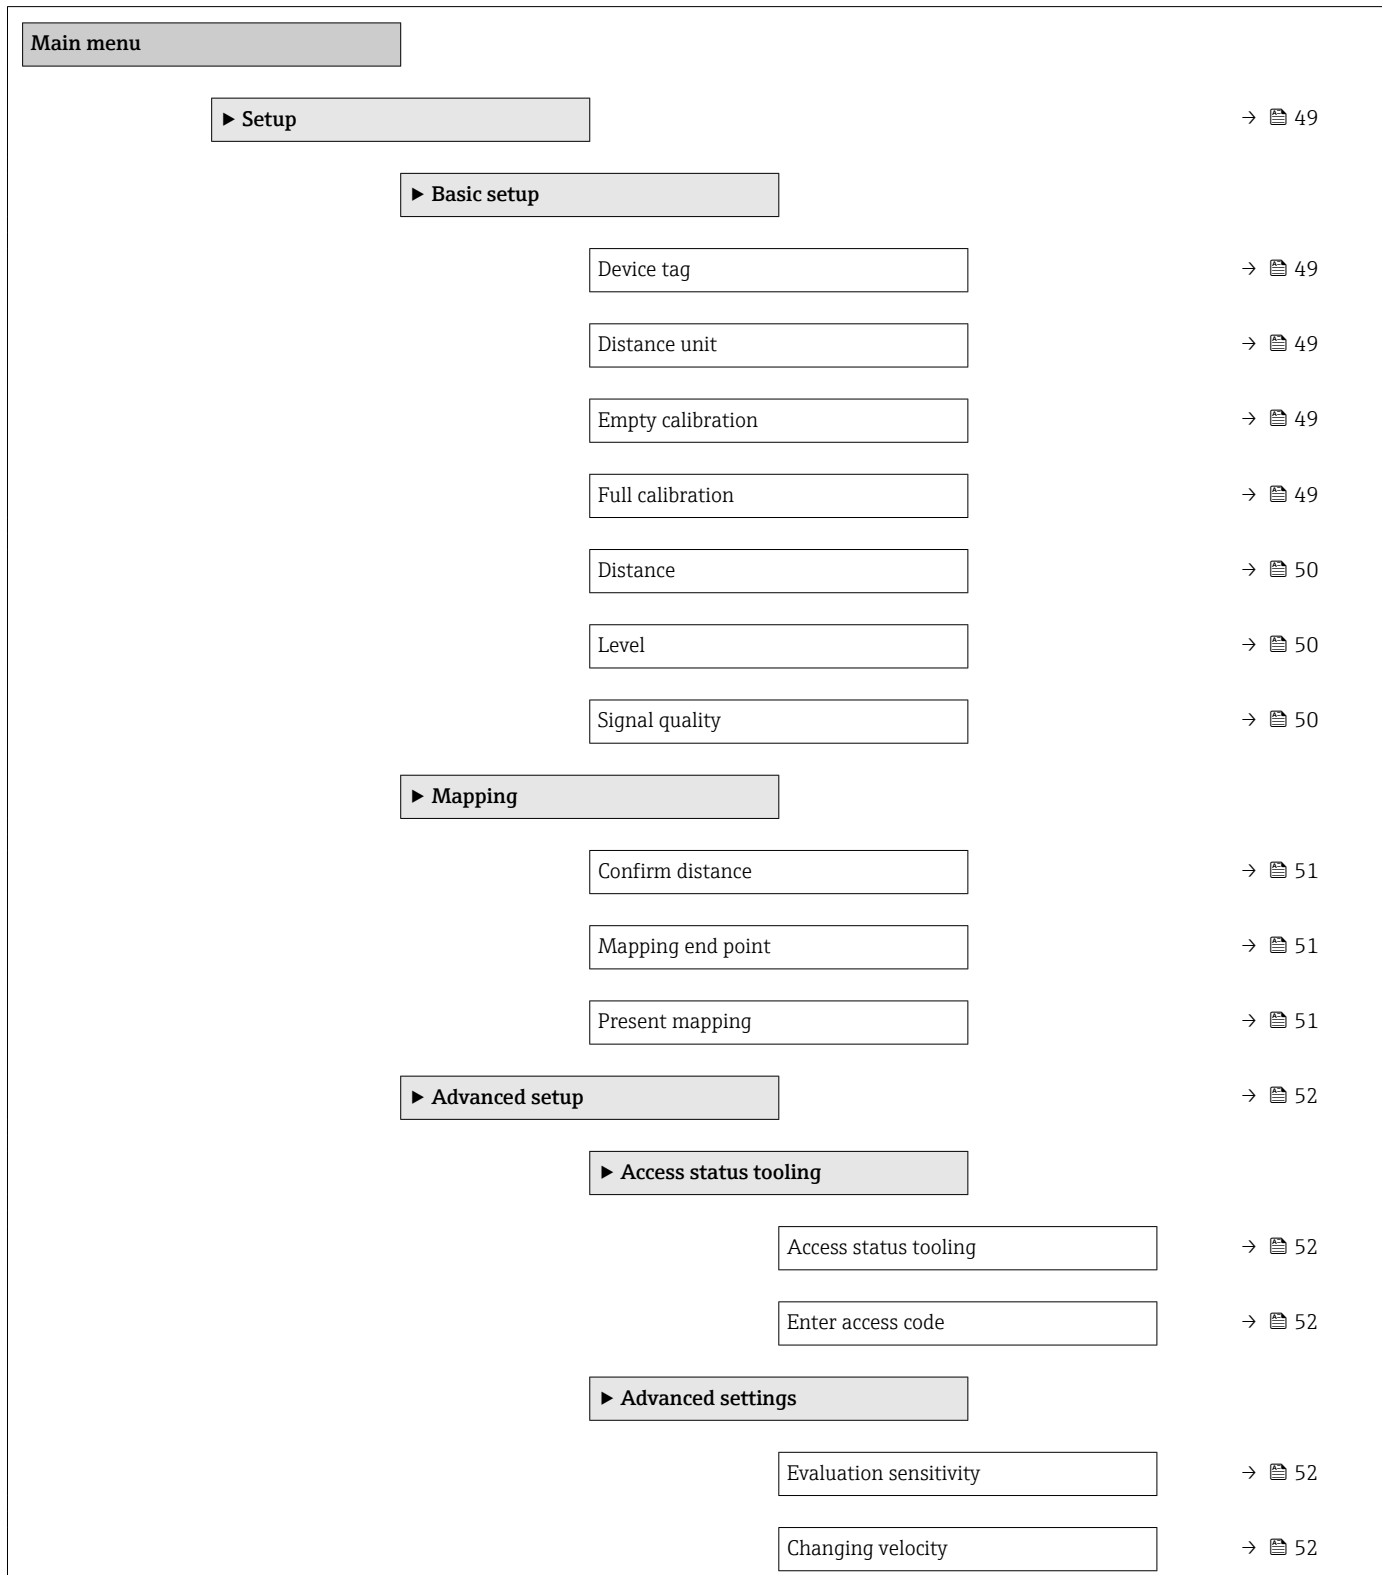 Main menu
▶ Setup → 49
▶ Basic setup
Device tag → 49
Distance unit → 49
Empty calibration → 49
Full calibration → 49
Distance → 50
Level → 50
Signal quality → 50
▶ Mapping
Confirm distance → 51
Mapping end point → 51
Present mapping → 51
▶ Advanced setup → 52
▶ Access status tooling
Access status tooling → 52
Enter access code → 52
▶ Advanced settings
Evaluation sensitivity → 52
Changing velocity → 52